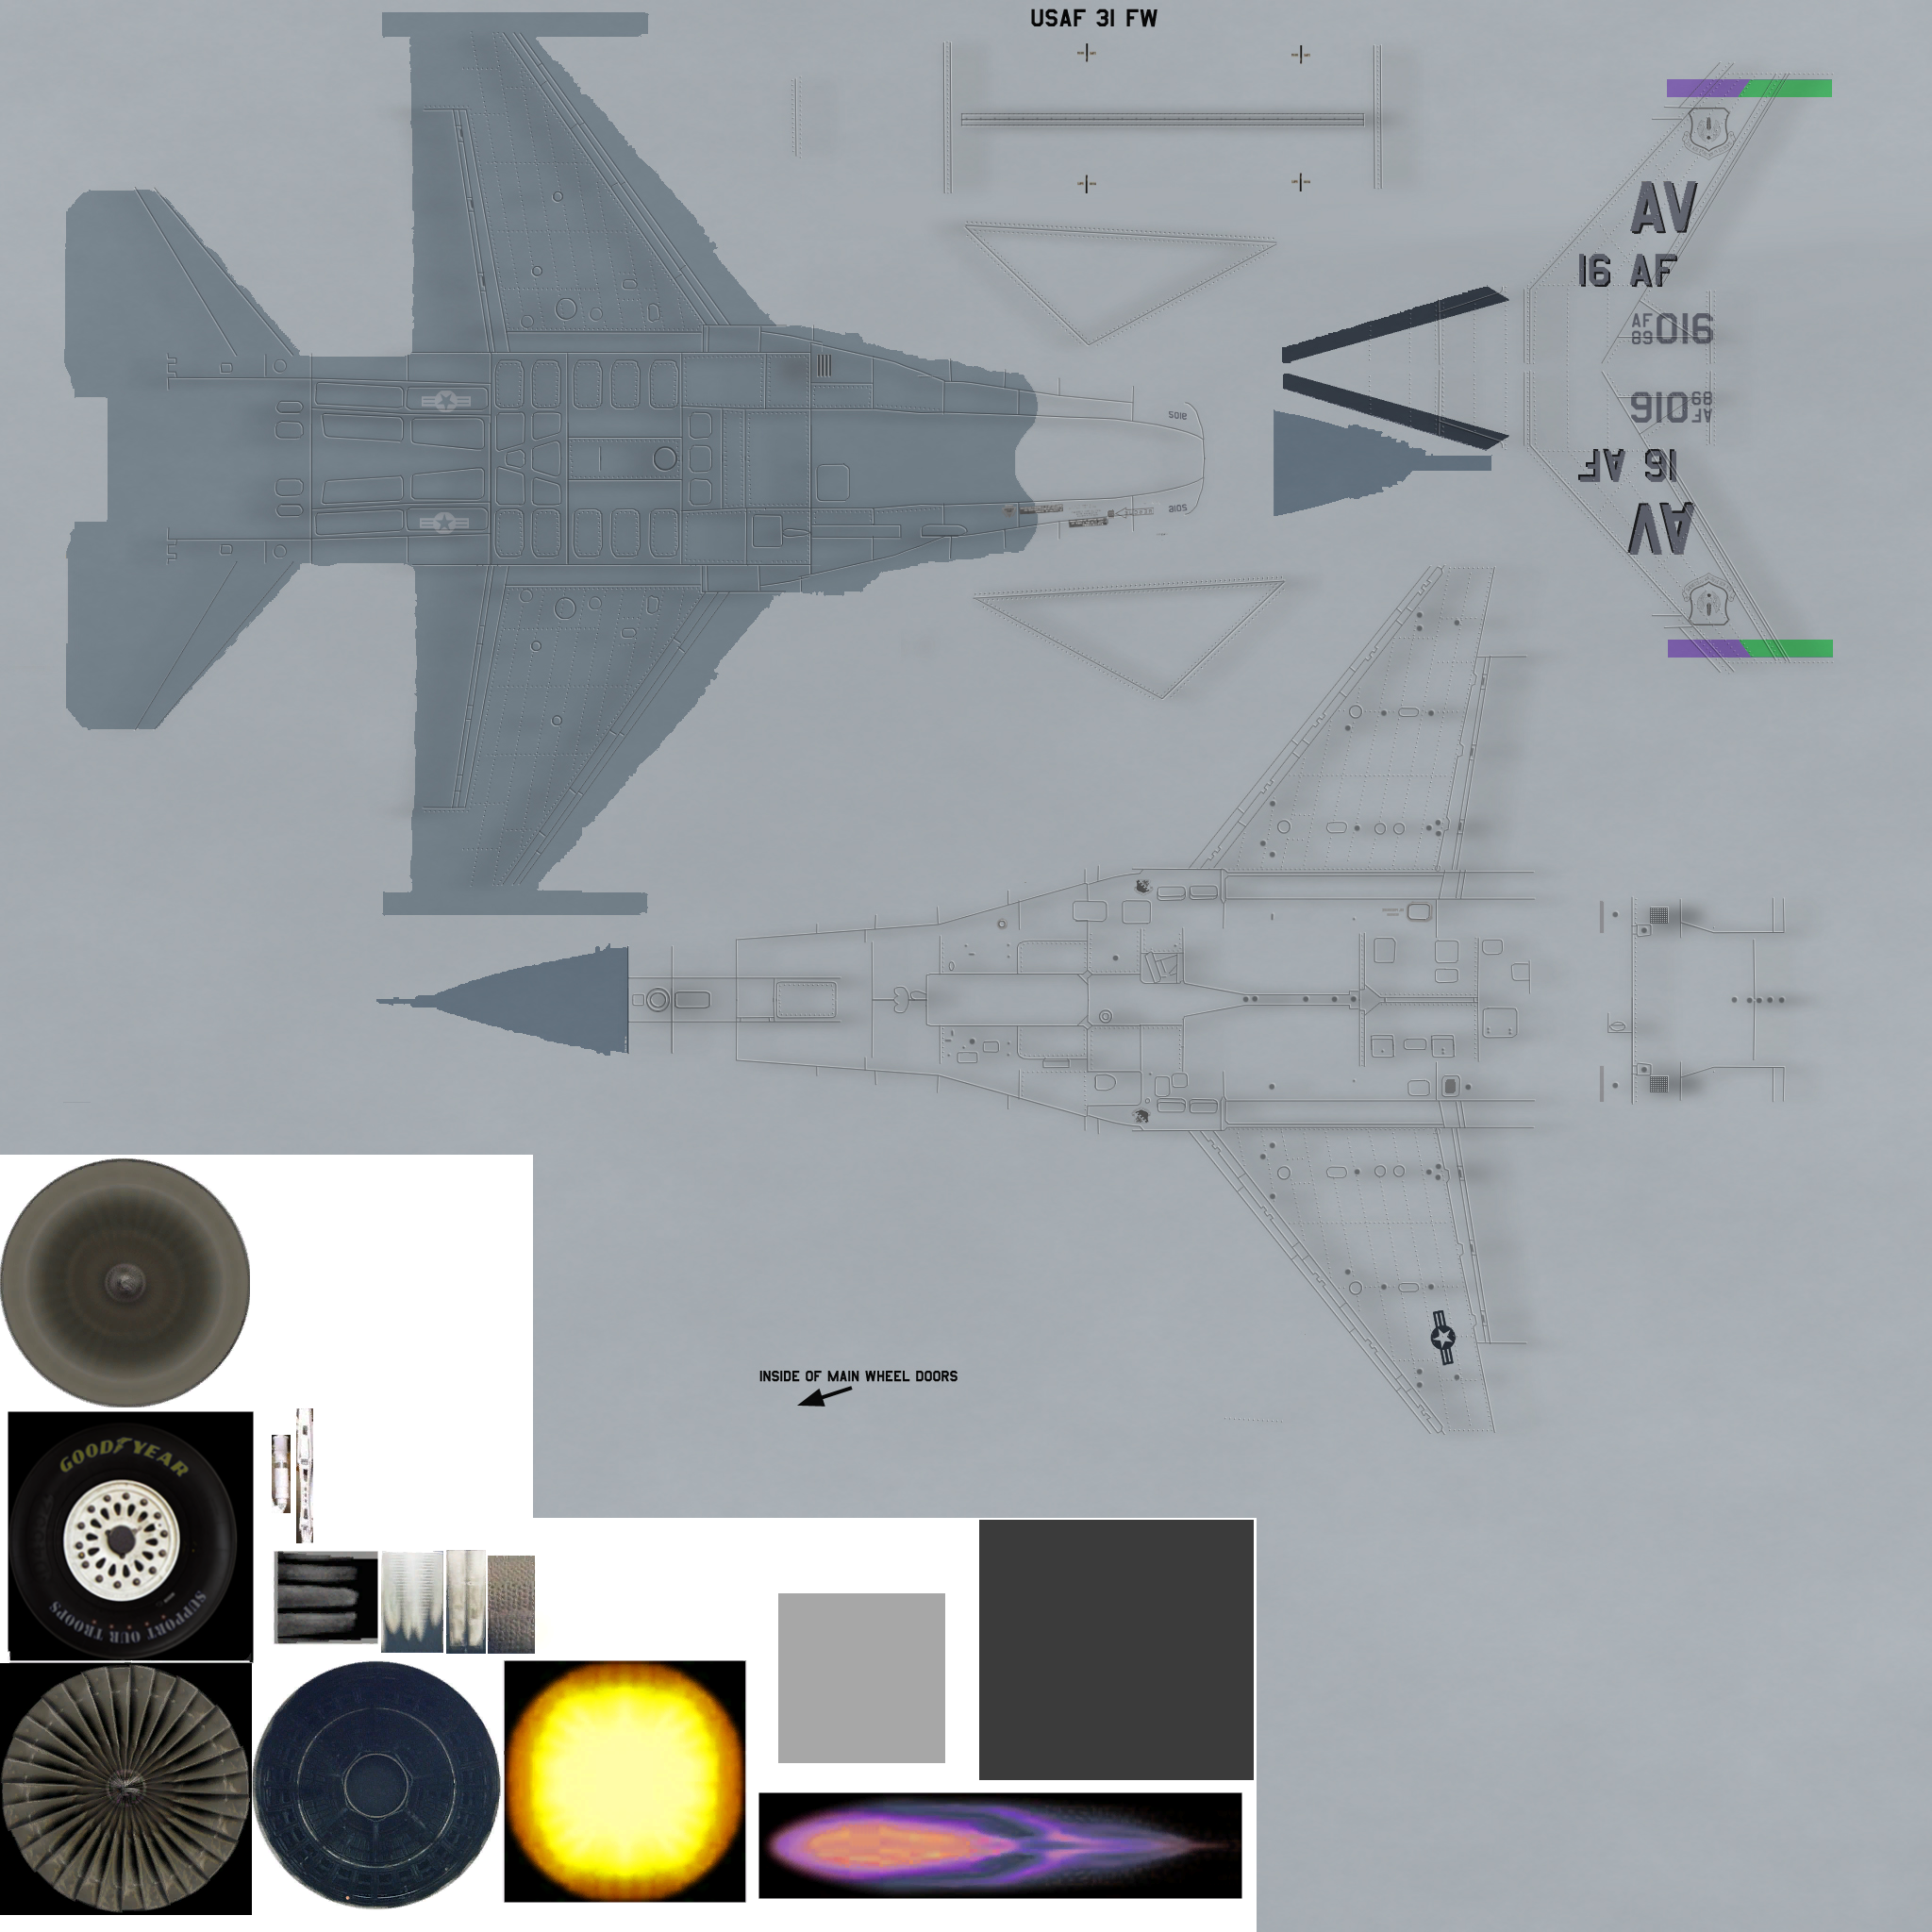 USAF 31 FW
AV
16 AF
AF
89 016
016 89
AF
16 AF
AV
5016
5018
INSIDE OF MAIN WHEEL DOORS
GOODYEAR
SUPPORT OUR TROOPS